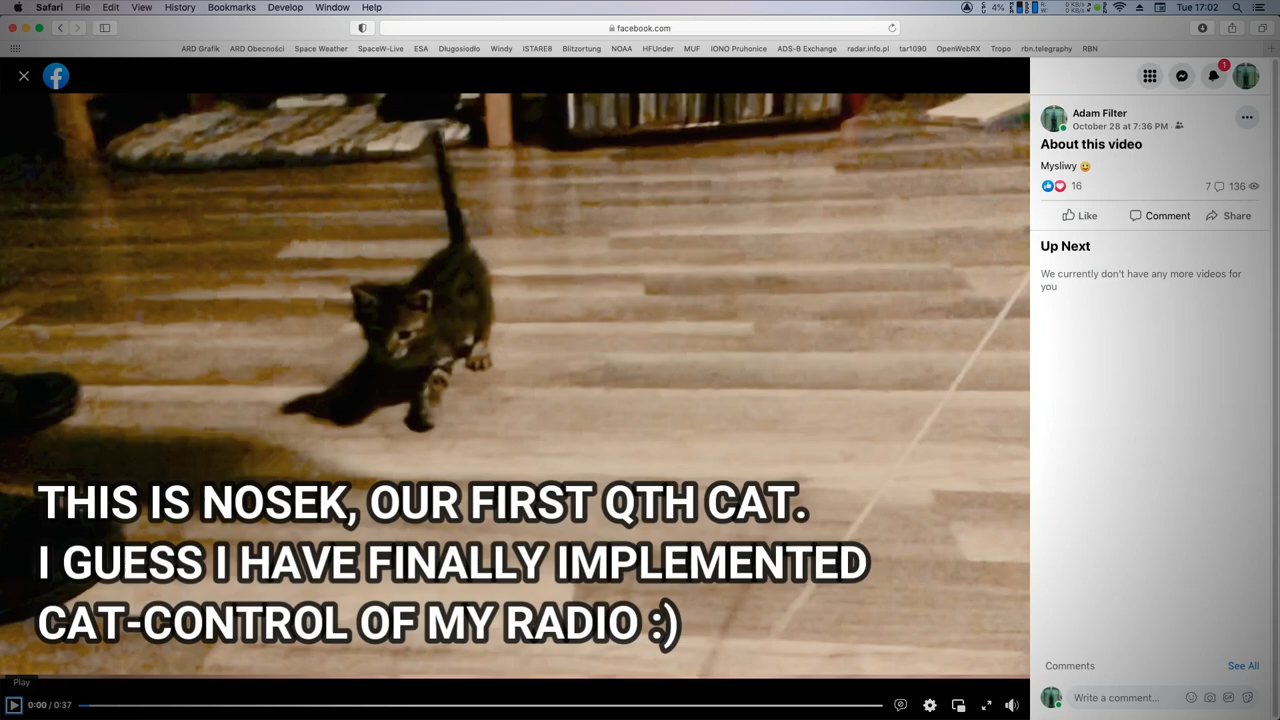 Safari File Edit View History Bookmarks Develop Window Help 4% Tue 17:02
facebook.com
ARD Grafik ARD Obecności Space Weather SpaceW-Live ESA Długosiodło Windy ISTAREB Blitzortung NOAA HFUnder MUF IONO Pruhonice ADS-B Exchange radar.info.pl tar1090 OpenWebRX Tropo rbn.telegraphy RBN
1
Adam Filter
October 28 at 7:36 PM ·
About this video
Mysliwy 😀
16 7 136
Like Comment Share
Up Next
We currently don't have any more videos for
you
THIS IS NOSEK, OUR FIRST QTH CAT.
I GUESS I HAVE FINALLY IMPLEMENTED
CAT-CONTROL OF MY RADIO :)
Comments See All
Play
0:00 / 0:37
Write a comment...